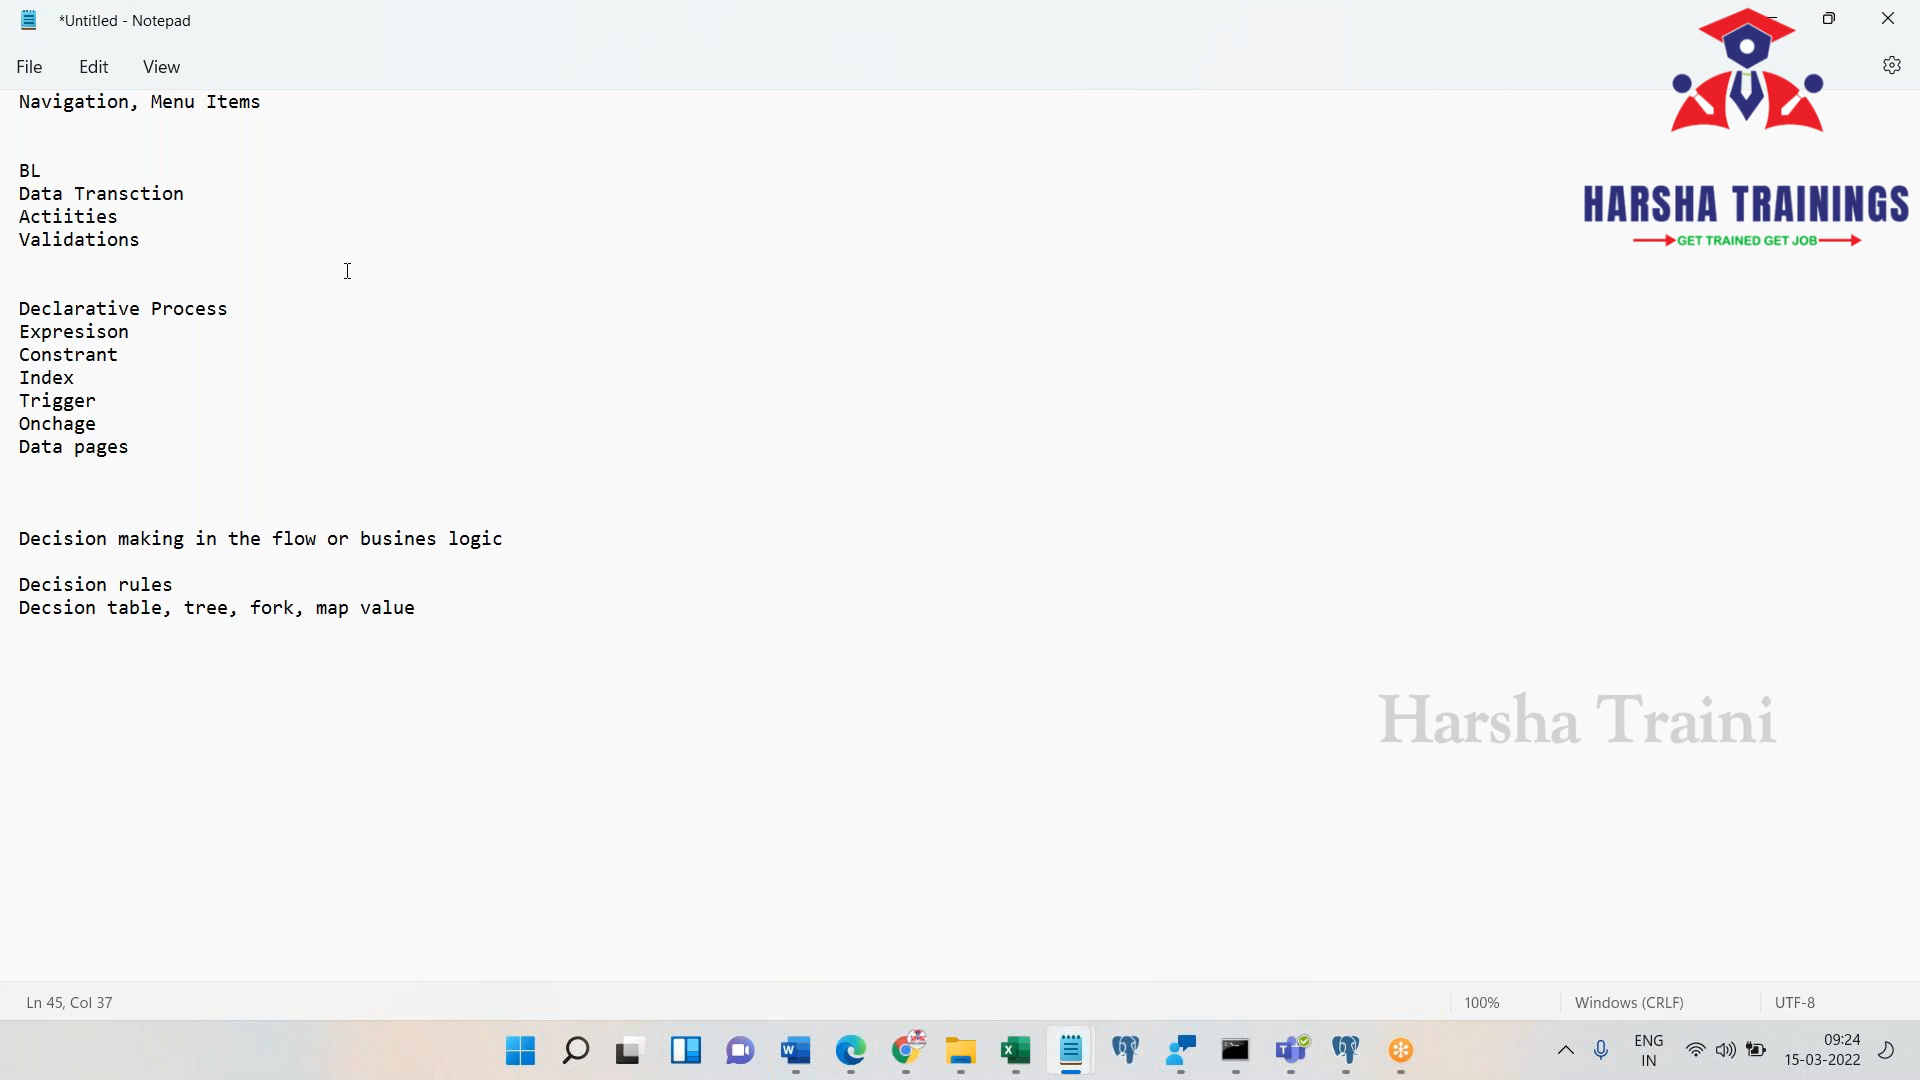 *Untitled - Notepad
File Edit View
Navigation, Menu Items
BL
Data Transction
Actiities
Validations
Declarative Process
Expresison
Constrant
Index
Trigger
Onchage
Data pages
Decision making in the flow or busines logic
Decision rules
Decsion table, tree, fork, map value
HARSHA TRAININGS
GET TRAINED GET JOB
Harsha Traini
Ln 45, Col 37
100%
Windows (CRLF)
UTF-8
ENG
IN
09:24
15-03-2022